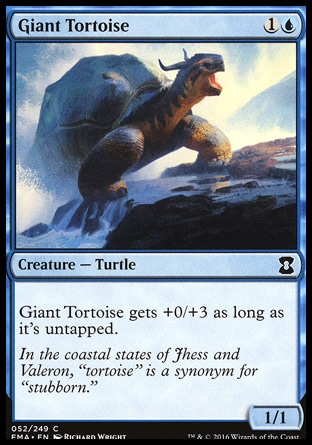 Giant Tortoise 1
Creature — Turtle
Giant Tortoise gets +0/+3 as long as
it's untapped.
In the coastal states of Jhess and
Valeron, “tortoise” is a synonym for
“stubborn.”
052/249 C
EMA • EN Richard Wright
1/1
™ & © 2016 Wizards of the Coast